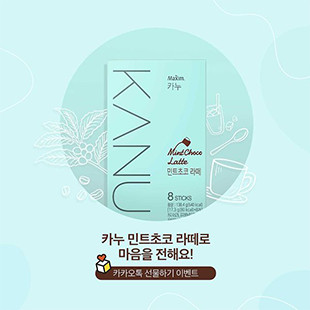 Maxim.
카누
KANU
Mint Choco
Latte
민트초코 라떼
8 STICKS
카누 민트초코 라떼로
마음을 전해요!
카카오톡 선물하기 이벤트